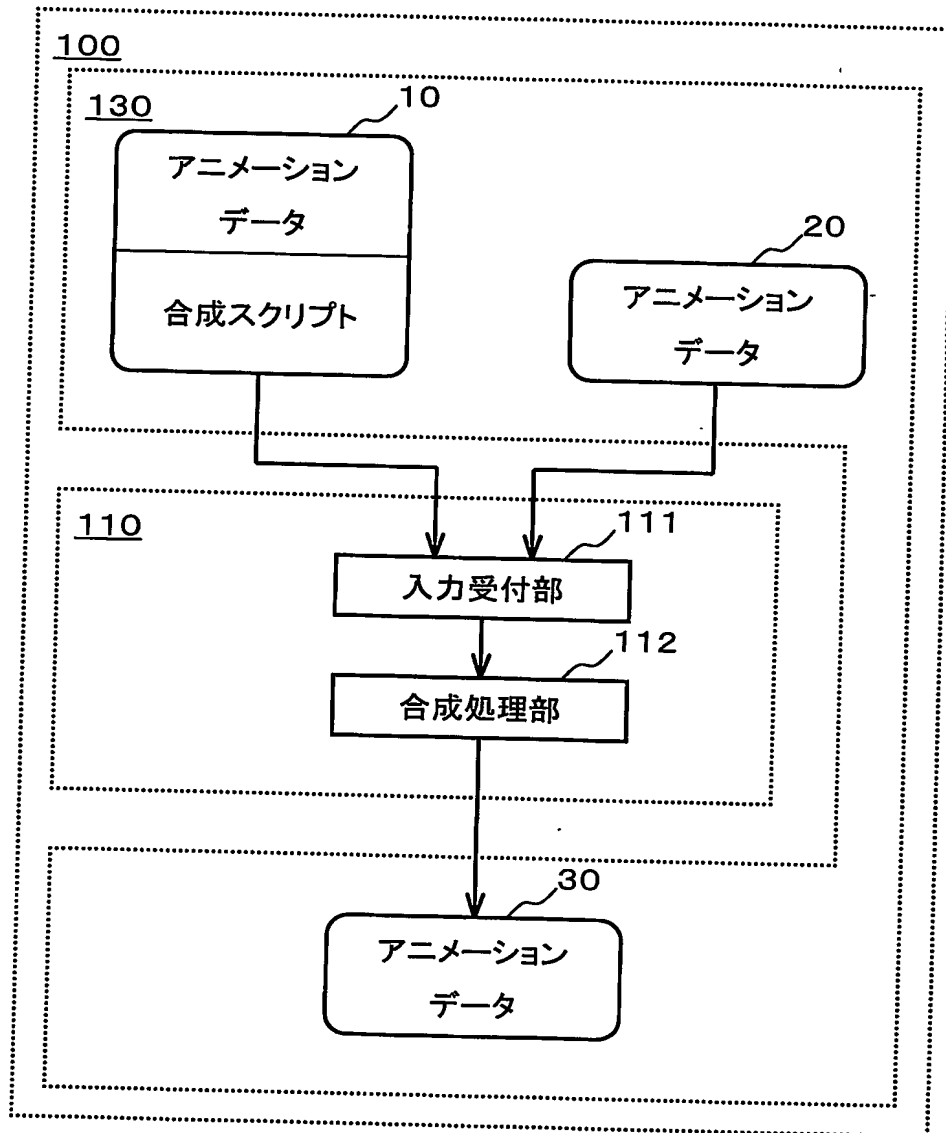 100
130
10
アニメーション
データ
合成スクリプト
20
アニメーション
データ
110
111
入力受付部
112
合成処理部
30
アニメーション
データ